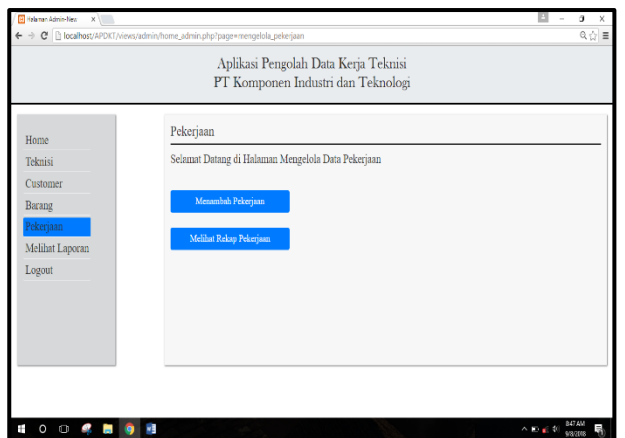 Halaman Admin-New
localhost/APDKT/views/admin/home_admin.php?page=mengelola_pekerjaan
Aplikasi Pengolah Data Kerja Teknisi
PT Komponen Industri dan Teknologi
Home
Teknisi
Customer
Barang
Pekerjaan
Melihat Laporan
Logout
Pekerjaan
Selamat Datang di Halaman Mengelola Data Pekerjaan
Menambah Pekerjaan
Melihat Rekap Pekerjaan
8:47 AM
9/8/2018